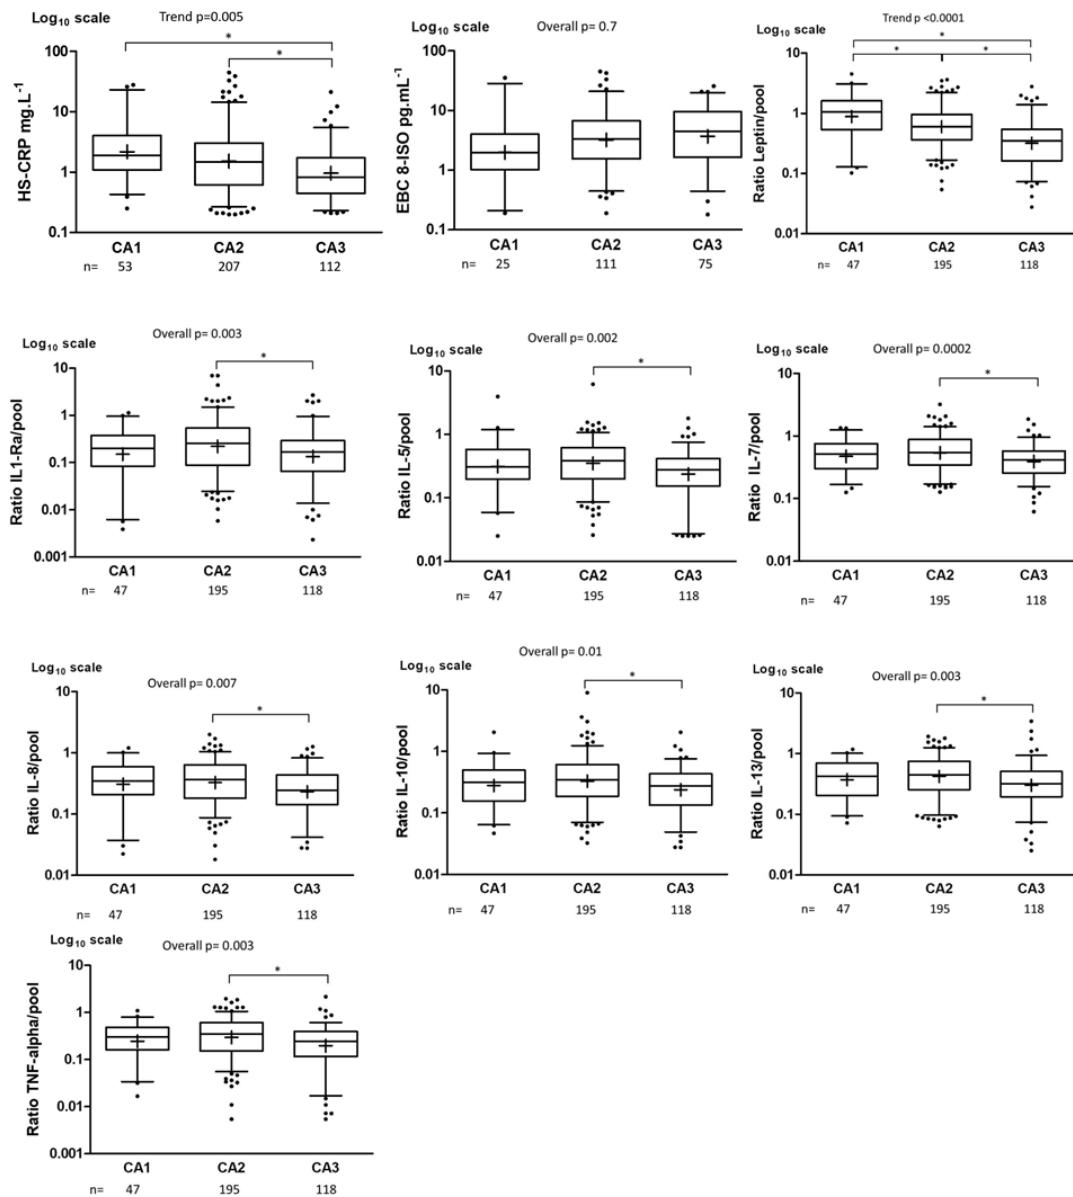 Log10 scale
Trend p=0.005
*
*
HS-CRP mg.L-1
100
10
1
0.1
CA1 CA2 CA3
n= 53 207 112
Log10 scale
Overall p = 0.7
EBC 8-ISO pg.mL-1
100
10
1
0.1
CA1 CA2 CA3
n= 25 111 75
Log10 scale
Trend p <0.0001
*
* *
Ratio Leptin/pool
10
1
0.1
0.01
CA1 CA2 CA3
n= 47 195 118
Log10 scale
Overall p= 0.003
*
Ratio IL1-Ra/pool
10
1
0.1
0.01
0.001
CA1 CA2 CA3
n= 47 195 118
Log10 scale
Overall p= 0.002
*
Ratio IL-5/pool
10
1
0.1
0.01
CA1 CA2 CA3
n= 47 195 118
Log10 scale
Overall p= 0.0002
*
Ratio IL-7/pool
10
1
0.1
0.01
CA1 CA2 CA3
n= 47 195 118
Log10 scale
Overall p= 0.007
*
Ratio IL-8/pool
10
1
0.1
0.01
CA1 CA2 CA3
n= 47 195 118
Log10 scale
Overall p= 0.01
*
Ratio IL-10/pool
10
1
0.1
0.01
CA1 CA2 CA3
n= 47 195 118
Log10 scale
Overall p= 0.003
*
Ratio IL-13/pool
10
1
0.1
0.01
CA1 CA2 CA3
n= 47 195 118
Log10 scale
Overall p= 0.003
*
Ratio TNF-alpha/pool
10
1
0.1
0.01
0.001
CA1 CA2 CA3
n= 47 195 118